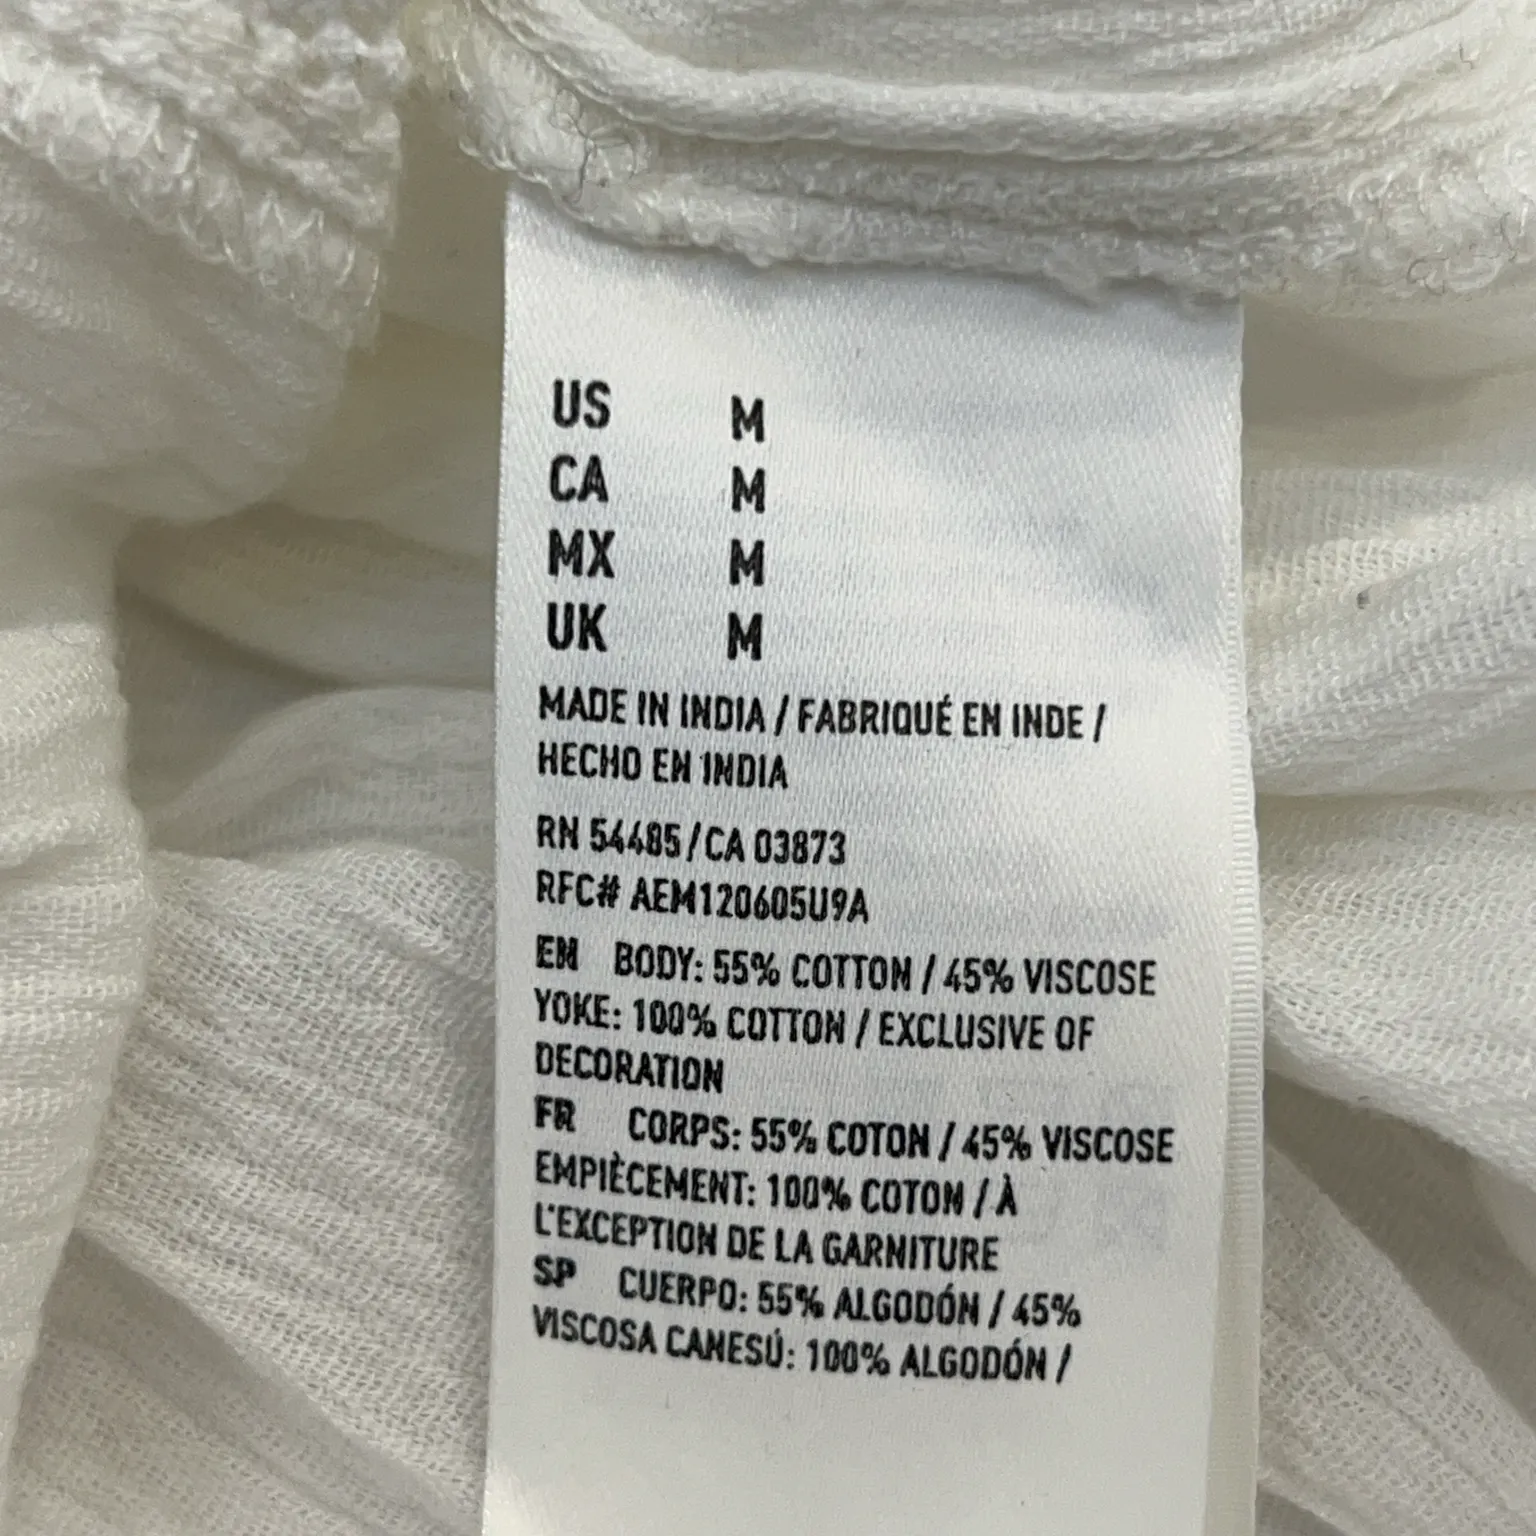 US M
CA M
MX M
UK M
MADE IN INDIA / FABRIQUÉ EN INDE /
HECHO EN INDIA
RN 54485 / CA 03873
RFC# AEM120605U9A
EN BODY: 55% COTTON / 45% VISCOSE
YOKE: 100% COTTON / EXCLUSIVE OF
DECORATION
FR CORPS: 55% COTON / 45% VISCOSE
EMPIÈCEMENT: 100% COTON / À
L'EXCEPTION DE LA GARNITURE
SP CUERPO: 55% ALGODÓN / 45%
VISCOSA CANESÚ: 100% ALGODÓN /